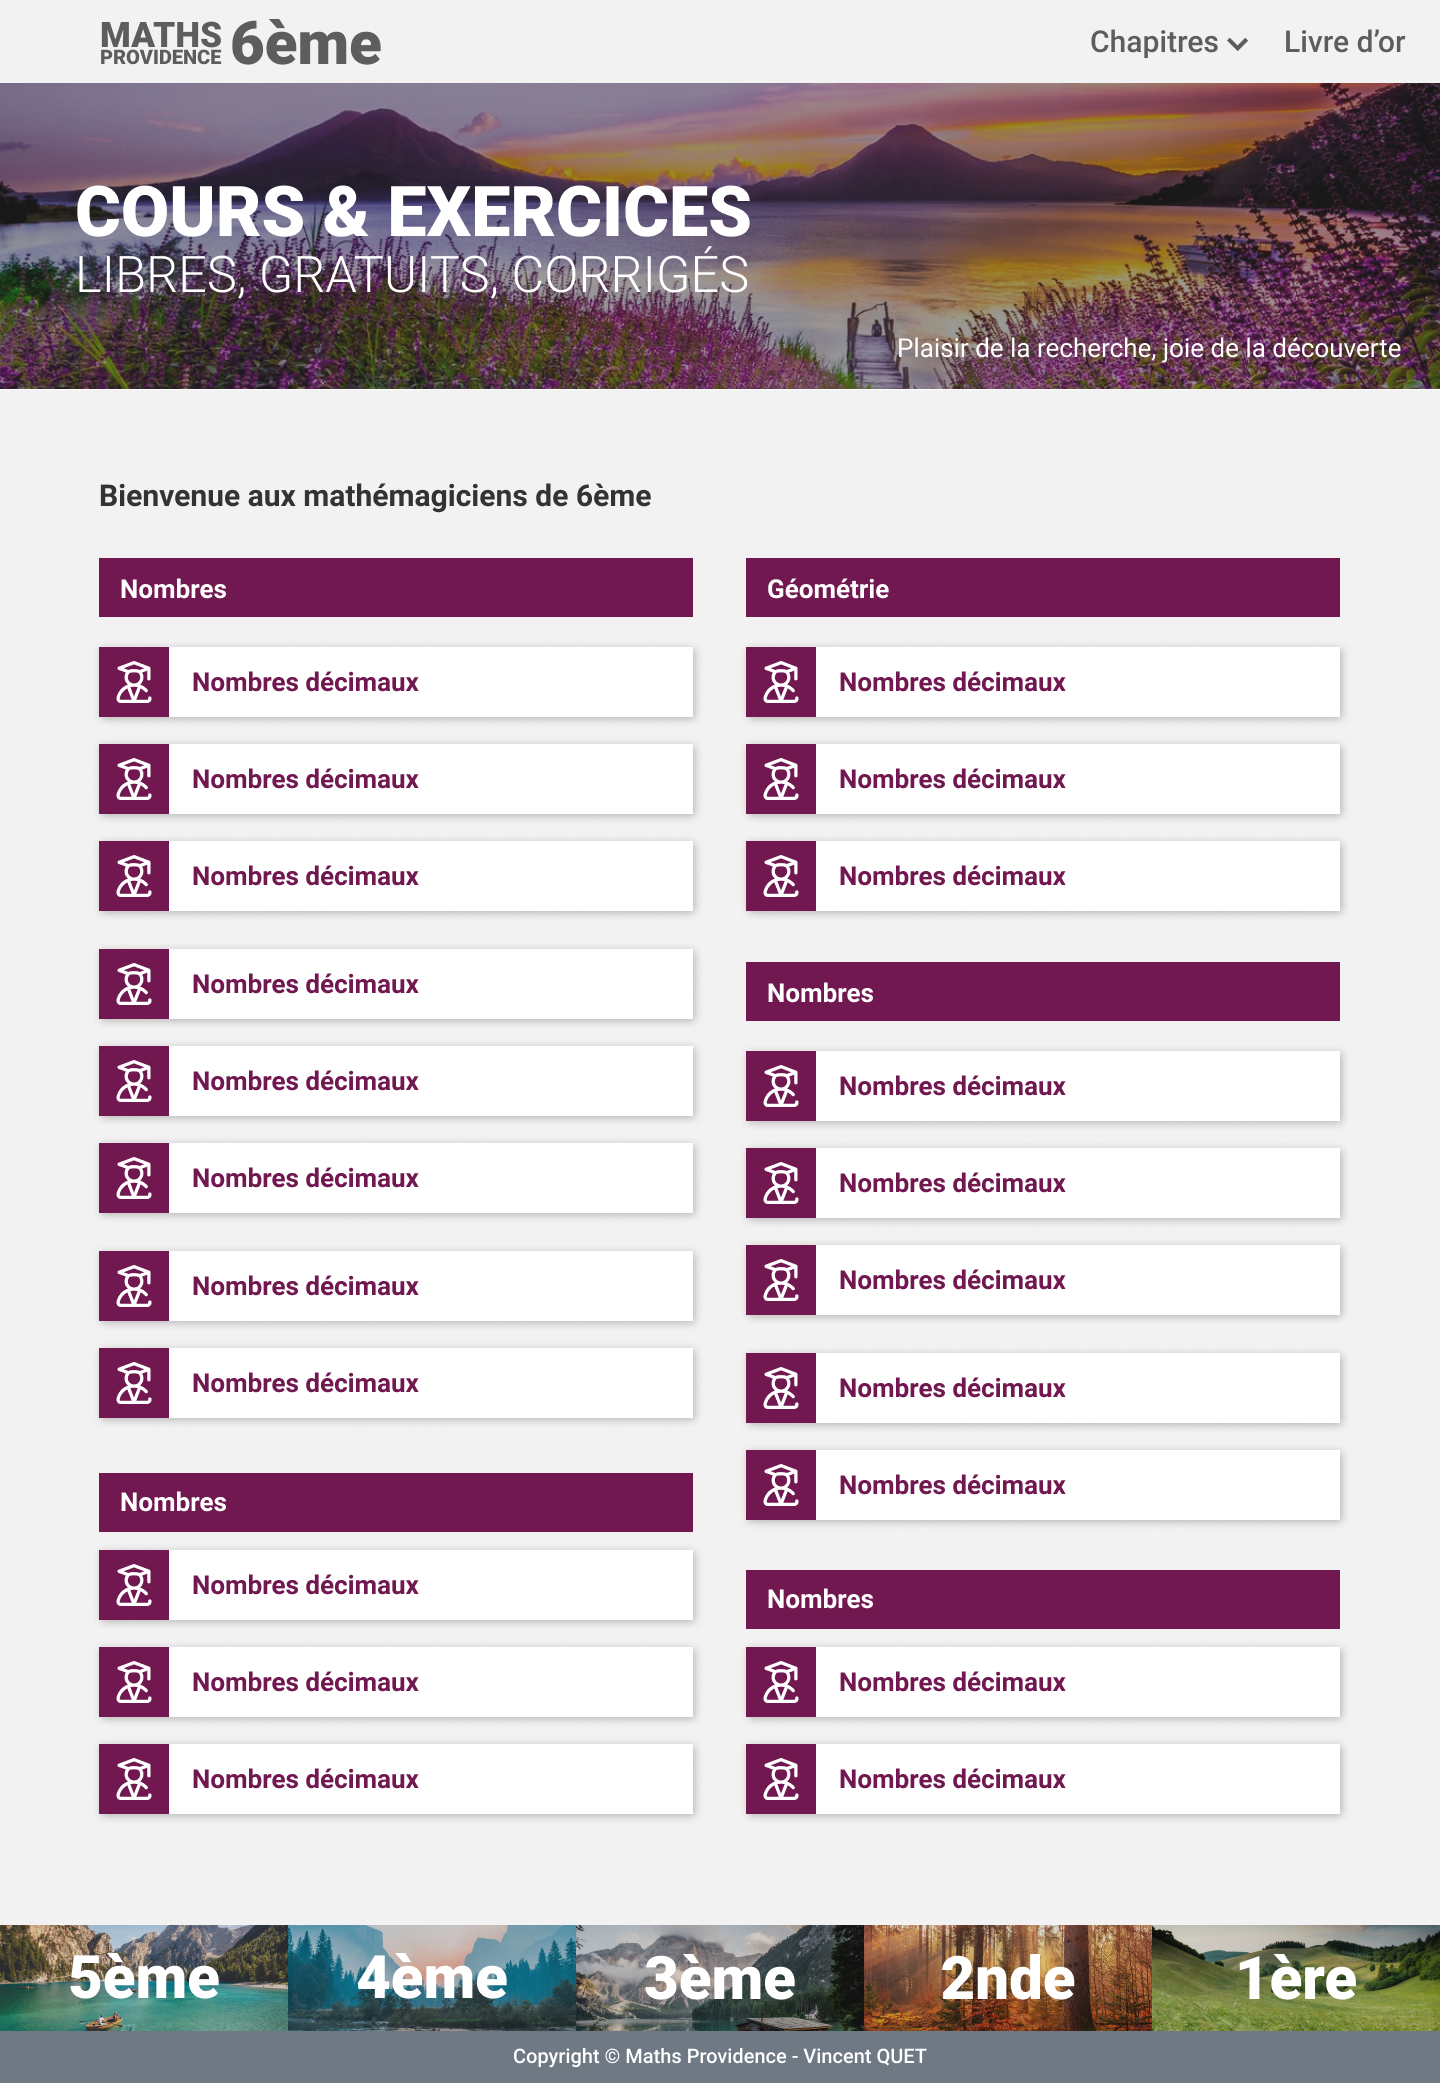 MATHS
PROVIDENCE
6ème
Chapitres
Livre d’or
COURS & EXERCICES
LIBRES, GRATUITS, CORRIGÉS
Plaisir de la recherche, joie de la découverte
Bienvenue aux mathémagiciens de 6ème
Nombres
Nombres décimaux
Nombres décimaux
Nombres décimaux
Nombres décimaux
Nombres décimaux
Nombres décimaux
Nombres décimaux
Nombres décimaux
Nombres
Nombres décimaux
Nombres décimaux
Nombres décimaux
Géométrie
Nombres décimaux
Nombres décimaux
Nombres décimaux
Nombres
Nombres décimaux
Nombres décimaux
Nombres décimaux
Nombres décimaux
Nombres décimaux
Nombres
Nombres décimaux
Nombres décimaux
5ème
4ème
3ème
2nde
1ère
Copyright © Maths Providence - Vincent QUET